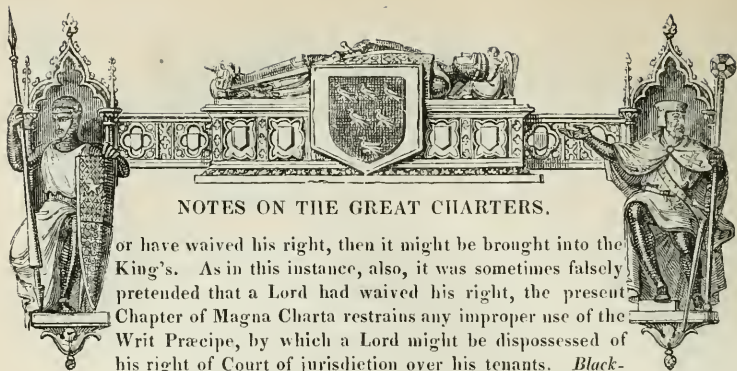 NOTES ON THE GREAT CHARTERS.
or have waived his right, then it might be brought into the
King's. As in this instance, also, it was sometimes falsely
pretended that a Lord had waived his right, the present
Chapter of Magna Charta restrains any improper use of the
Writ Præcipe, by which a Lord might be dispossessed of
his right of Court of jurisdiction over his tenants. Black-